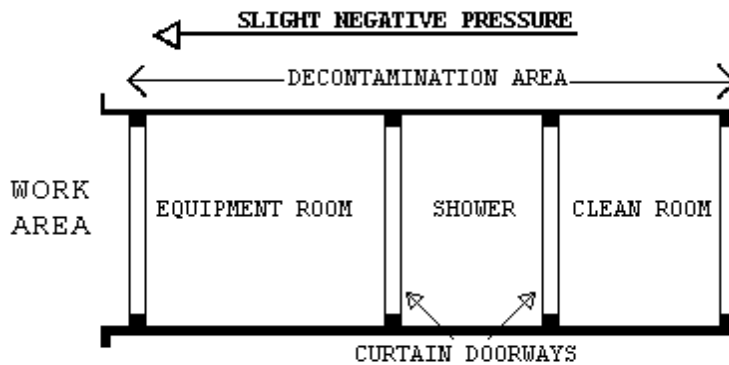 SLIGHT NEGATIVE PRESSURE
DECONTAMINATION AREA
WORK
AREA
EQUIPMENT ROOM
SHOWER
CLEAN ROOM
CURTAIN DOORWAYS